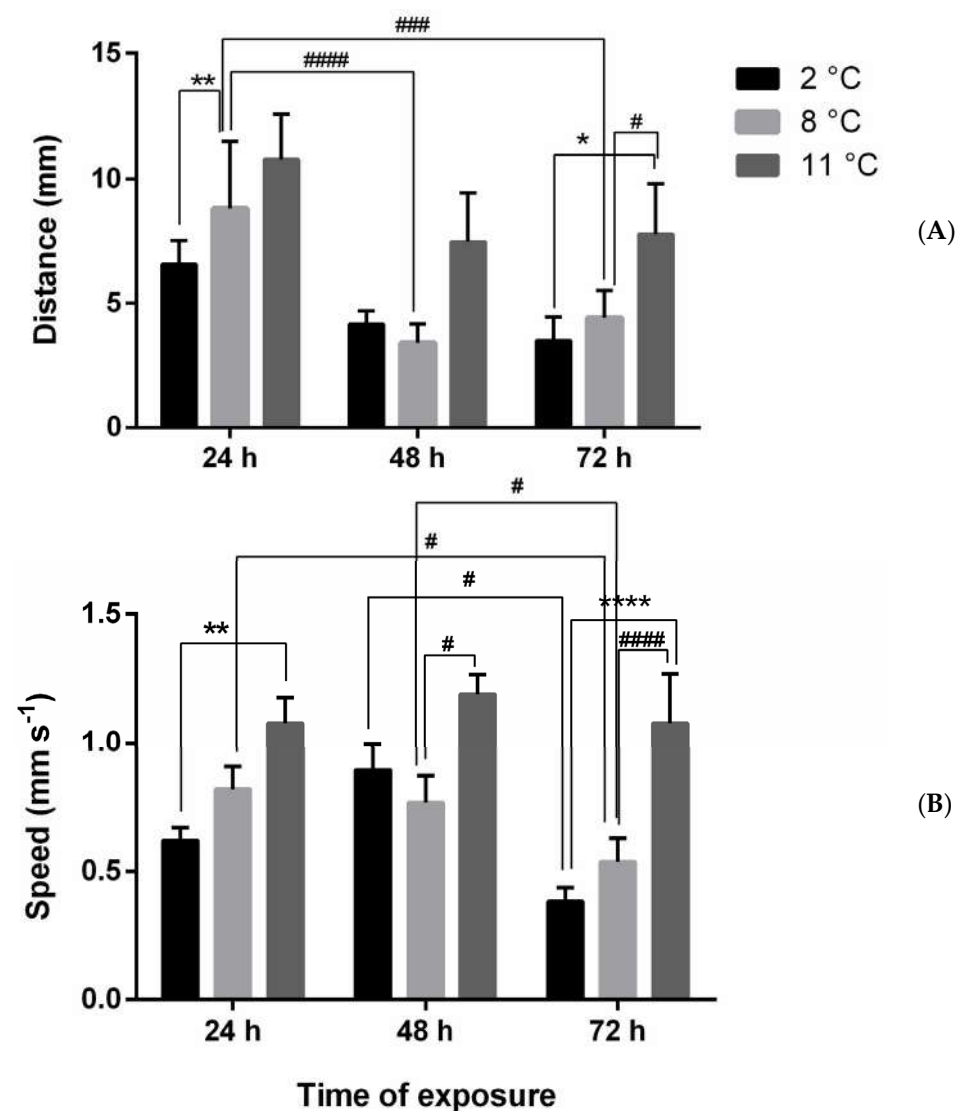 ###
####
**
15
10
5
0
Distance (mm)
* #
2 °C
8 °C
11 °C
(A)
24 h 48 h 72 h
#
#
#
****
**
#
####
1.5
1.0
0.5
0.0
Speed (mm s⁻¹)
(B)
24 h 48 h 72 h
Time of exposure